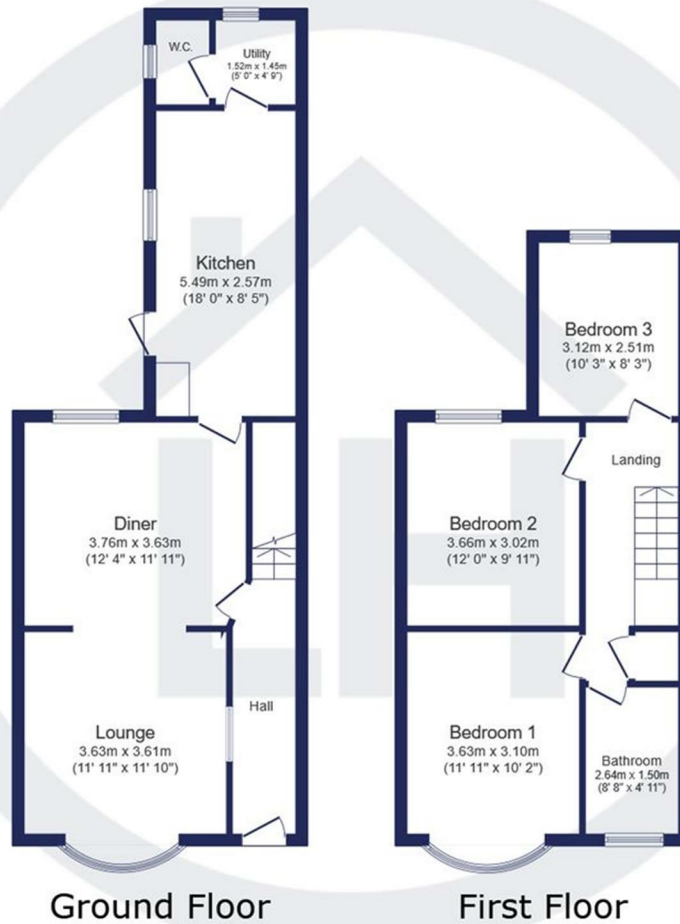 W.C.
Utility
1.52m x 1.45m
(5' 0" x 4' 9")
Kitchen
5.49m x 2.57m
(18' 0" x 8' 5")
Diner
3.76m x 3.63m
(12' 4" x 11' 11")
Lounge
3.63m x 3.61m
(11' 11" x 11' 10")
Hall
Ground Floor
Bedroom 3
3.12m x 2.51m
(10' 3" x 8' 3")
Landing
Bedroom 2
3.66m x 3.02m
(12' 0" x 9' 11")
Bedroom 1
3.63m x 3.10m
(11' 11" x 10' 2")
Bathroom
2.64m x 1.50m
(8' 8" x 4' 11")
First Floor
LH